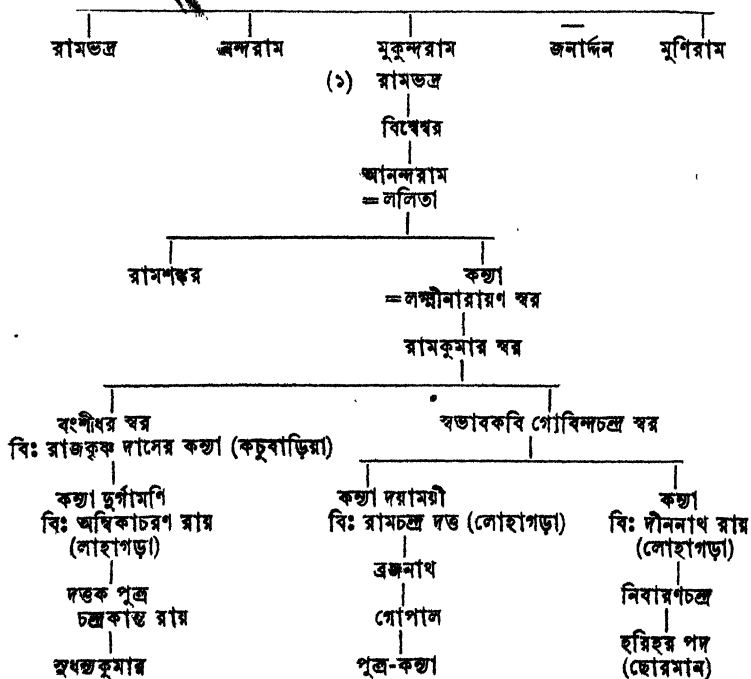 রামভদ্র নন্দরাম মুকুন্দরাম জনার্দ্দন মুণিরাম
(১) রামভদ্র
বিশ্বেশ্বর
আনন্দরাম
=ললিতা
রামশঙ্কর কন্যা
=লক্ষ্মীনারায়ণ স্বর
রামকুমার স্বর
বংশীধর স্বর স্বভাবকবি গোবিন্দচন্দ্র স্বর
বিঃ রাজকৃষ্ণ দাসের কন্যা (কচুবাড়িয়া)
কন্যা দুর্গামণি কন্যা দয়াময়ী কন্যা
বিঃ অম্বিকাচরণ রায় বিঃ রামচন্দ্র দত্ত (লোহাগড়া) বিঃ দীননাথ রায়
(লাহাগড়া) (লোহাগড়া)
ব্রজনাথ
দত্তক পুত্র নিবারণচন্দ্র
চন্দ্রকান্ত রায় গোপাল
হরিহর পদ
সুধন্যকুমার পুত্র-কন্যা (ছোরমান)